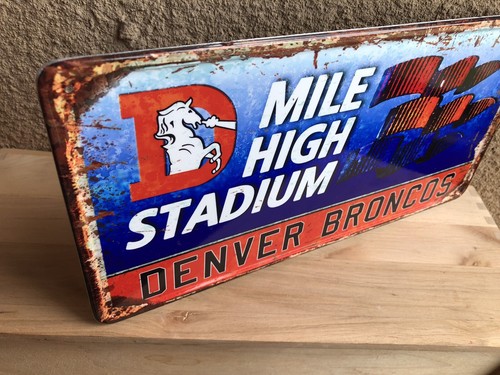 D
MILE
HIGH
STADIUM
DENVER BRONCOS